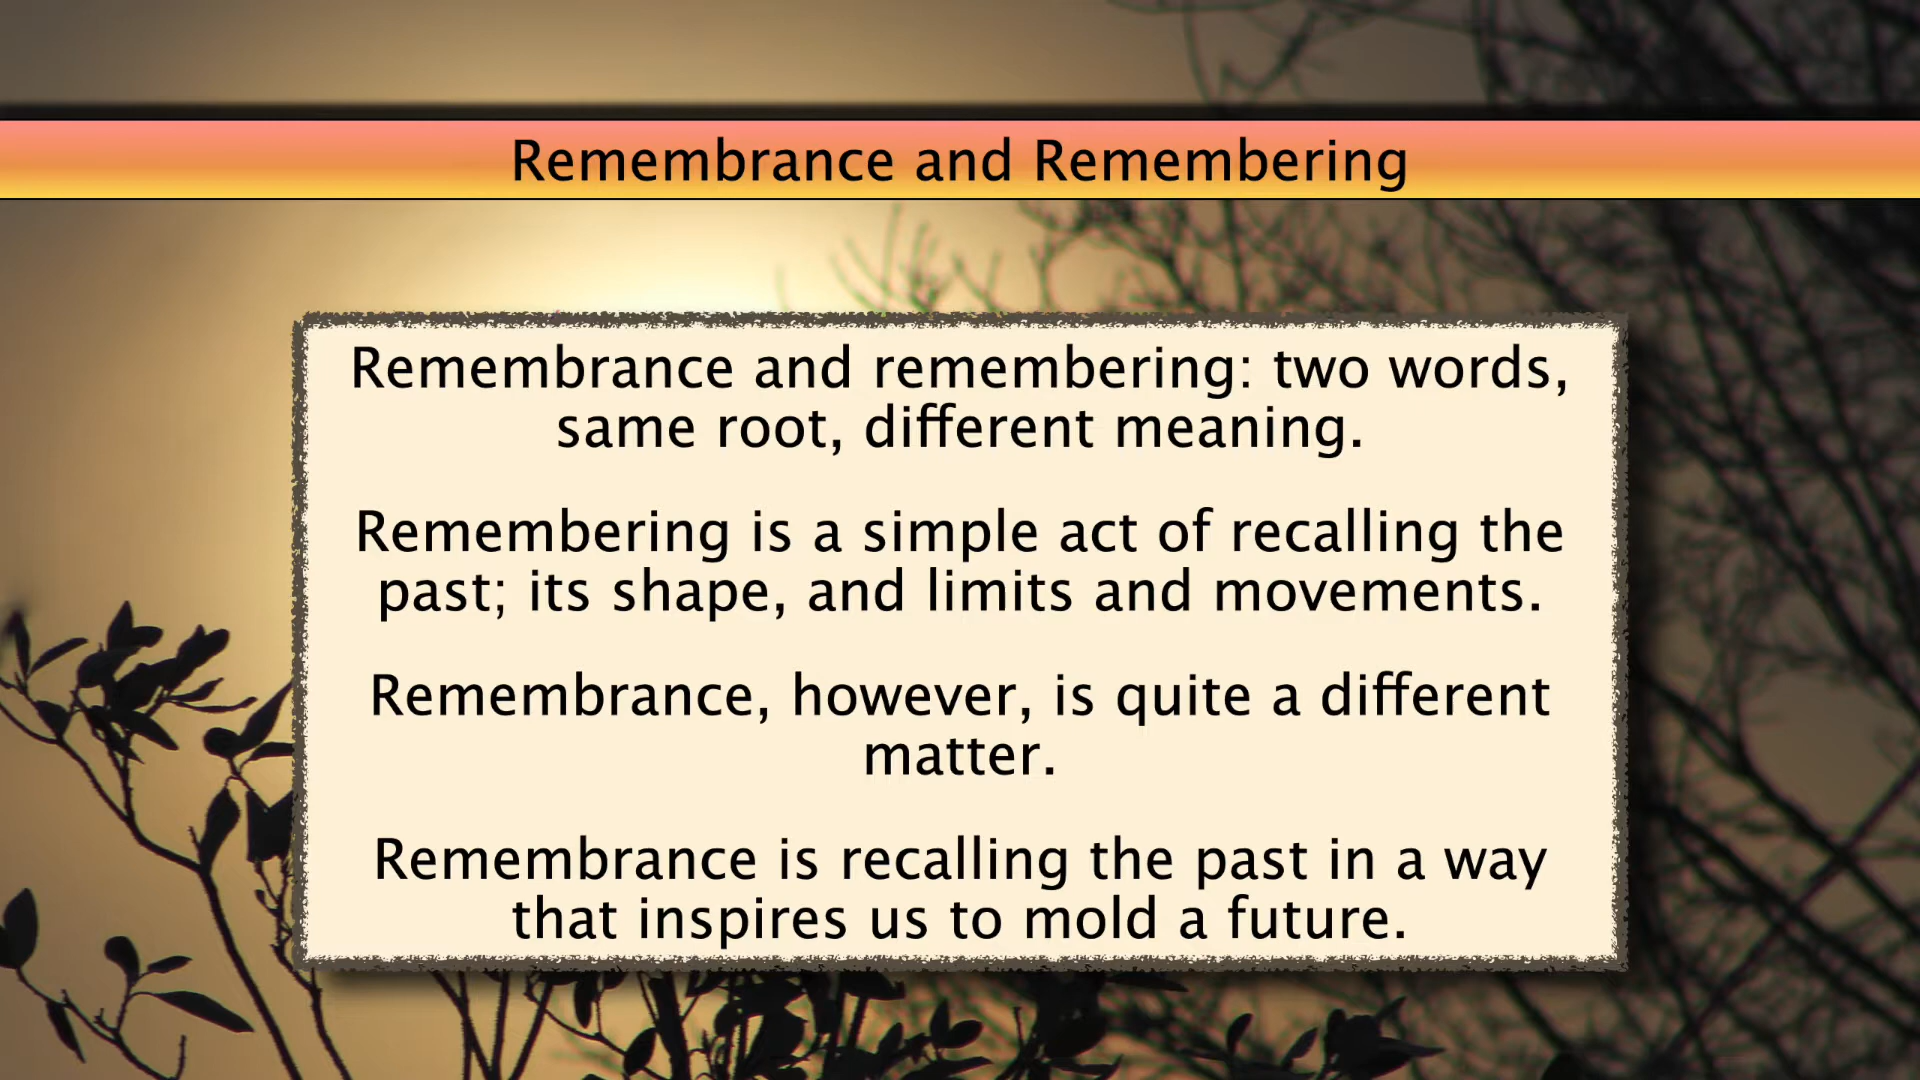 Remembrance and Remembering
Remembrance and remembering: two words,
same root, different meaning.
Remembering is a simple act of recalling the
past; its shape, and limits and movements.
Remembrance, however, is quite a different
matter.
Remembrance is recalling the past in a way
that inspires us to mold a future.